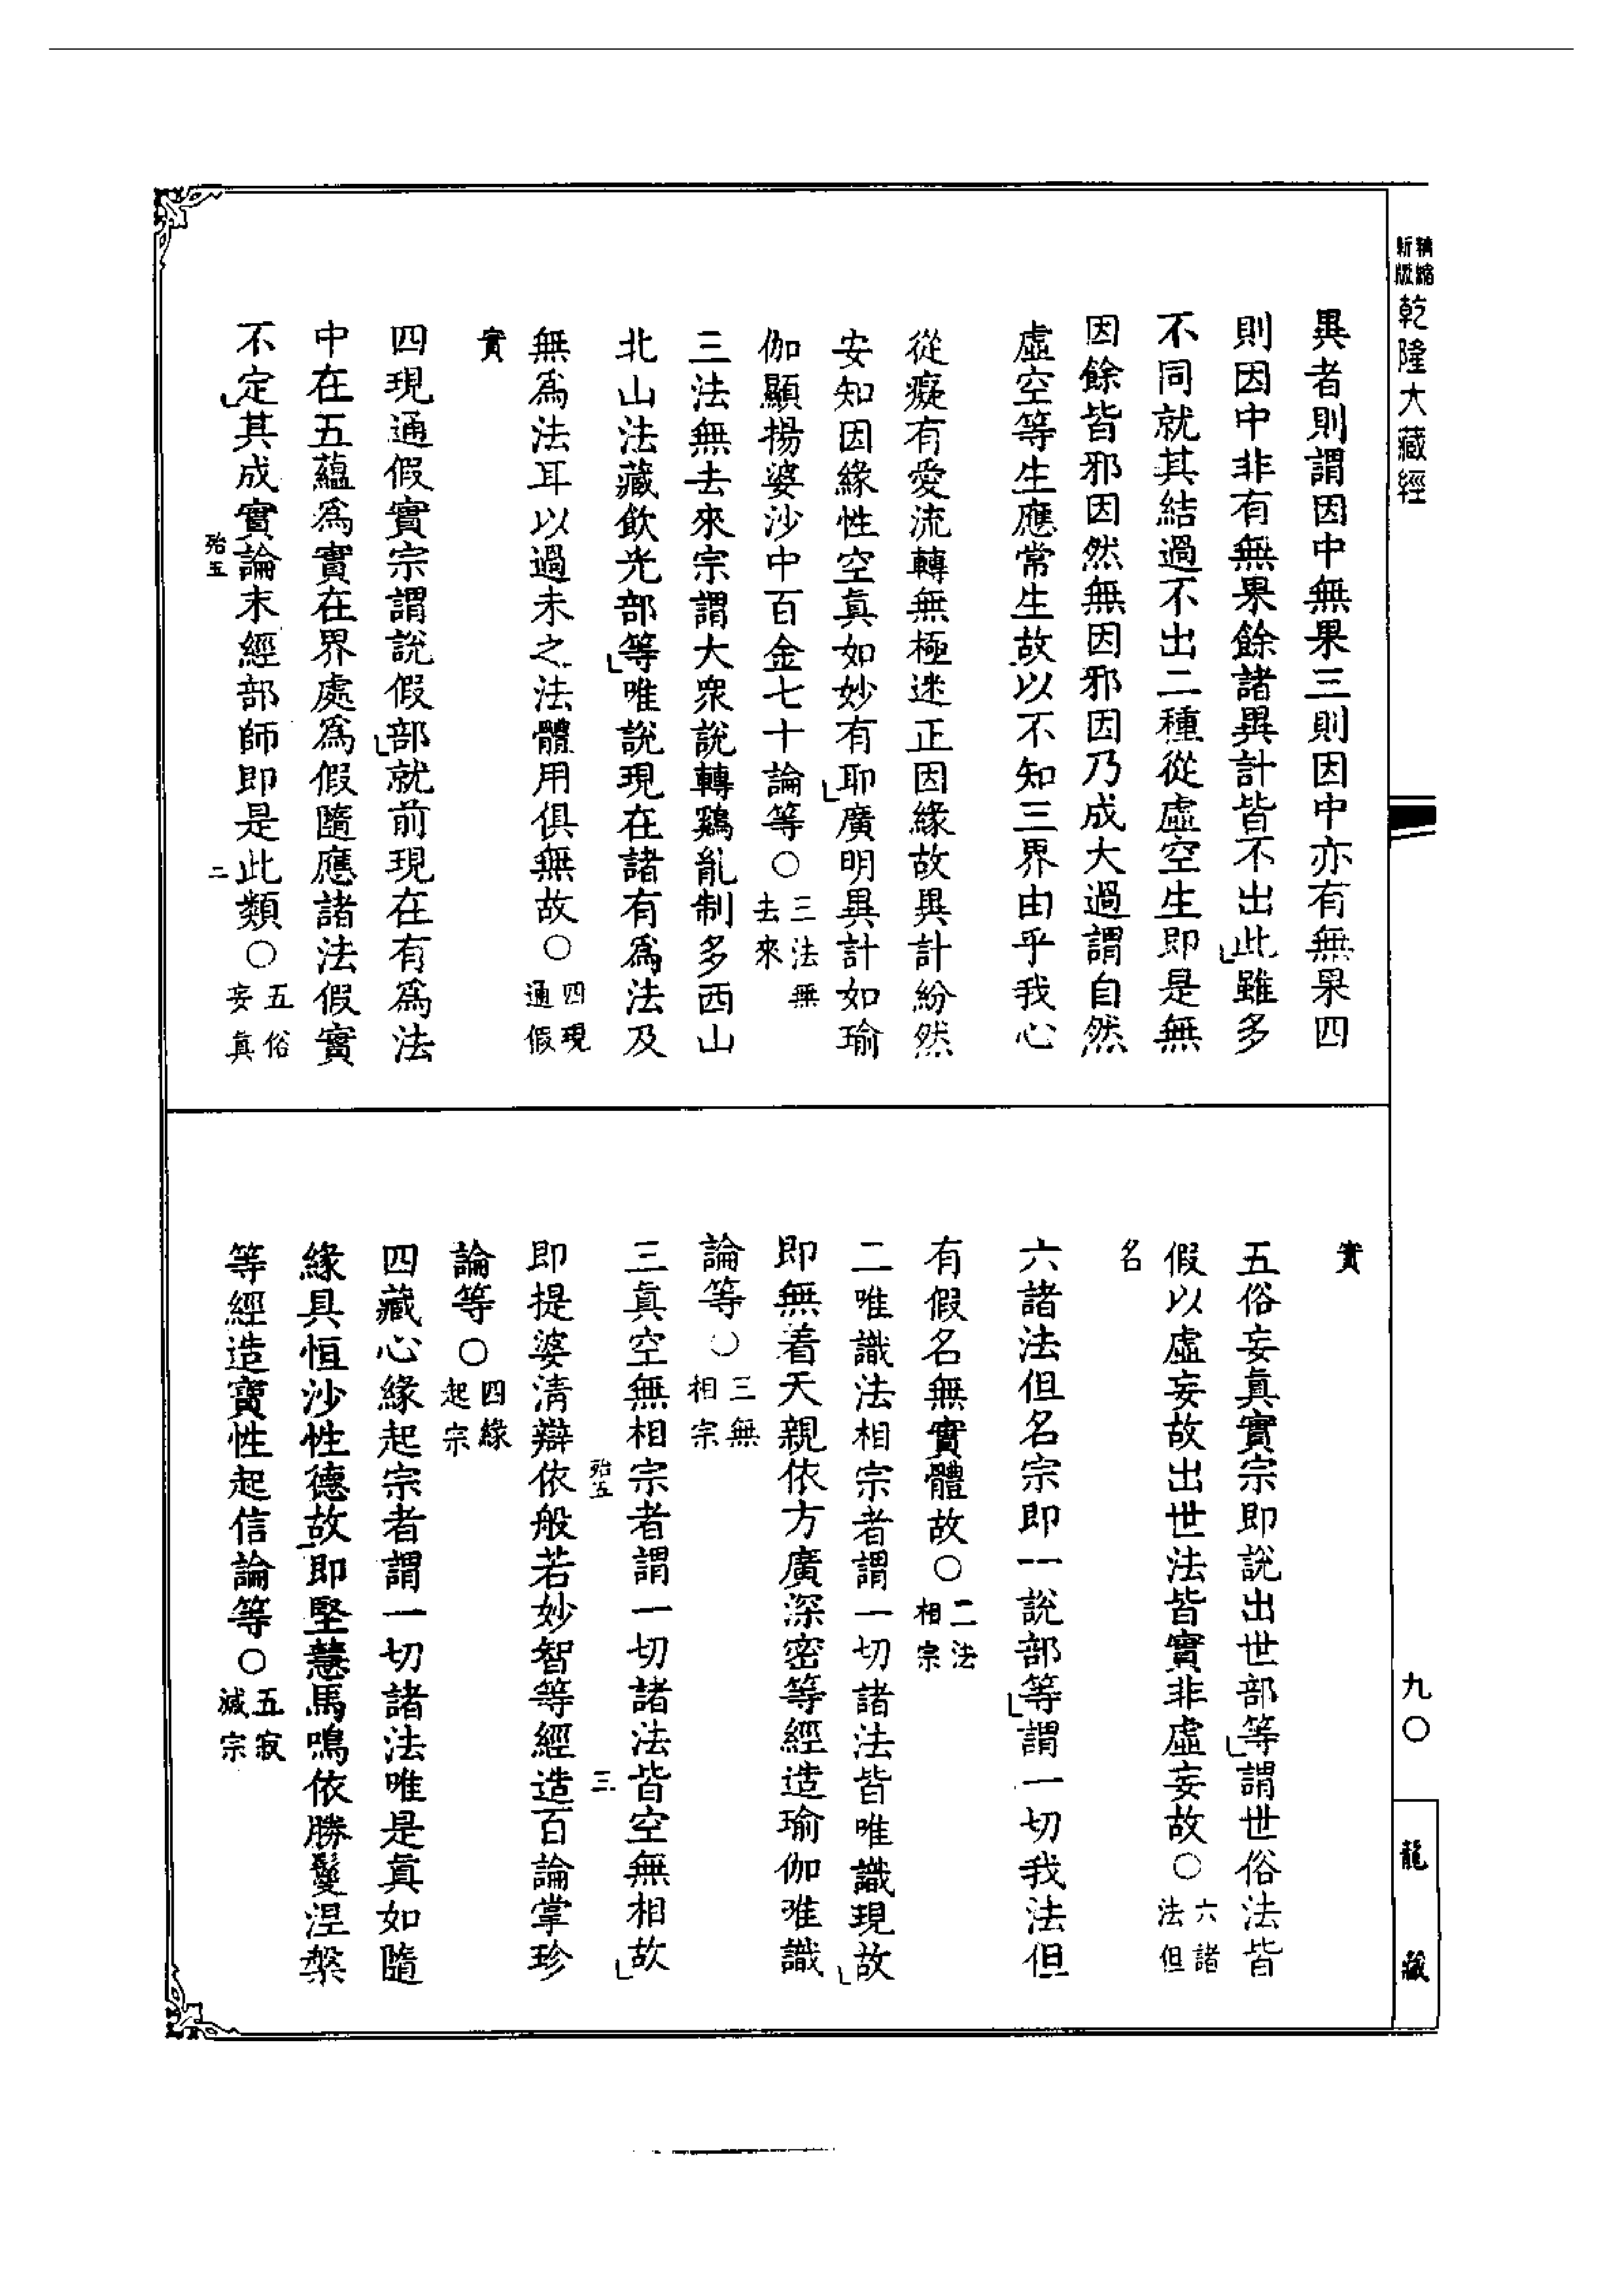 精縮
新版
乾隆大藏經
異者則謂因中無果三則因中亦有無果四
則因中非有無果餘諸異計皆不出此雖多
不同就其結過不出二種從虛空生即是無
因餘皆邪因然無因邪因乃成大過謂自然
虛空等生應常生故以不知三界由乎我心
從癡有愛流轉無極迷正因緣故異計紛然
安知因緣性空真如妙有耶廣明異計如瑜
伽顯揚婆沙中百金七十論等○三法無
去來
三法無去來宗謂大眾說轉鷄胤制多西山
北山法藏飲光部等唯說現在諸有為法及
無為法耳以過未之法體用俱無故○四現
通假
實
四現通假實宗謂說假部就前現在有為法
中在五蘊為實在界處為假隨應諸法假實
不定其成實論末經部師即是此類○五俗
妄真
殆五
二
實
五俗妄真實宗即說出世部等謂世俗法皆
假以虛妄故出世法皆實非虛妄故○六諸
法但
名
六諸法但名宗即一說部等謂一切我法但
有假名無實體故○二法
相宗
二唯識法相宗者謂一切諸法皆唯識現故
即無着天親依方廣深密等經造瑜伽唯識
論等○三無
相宗
三真空無相宗者謂一切諸法皆空無相故
殆五
三
即提婆清辯依般若妙智等經造百論掌珍
論等○四緣
起宗
四藏心緣起宗者謂一切諸法唯是真如隨
緣具恒沙性德故即堅慧馬鳴依勝鬘涅槃
等經造寶性起信論等○五寂
滅宗
九○
龍藏